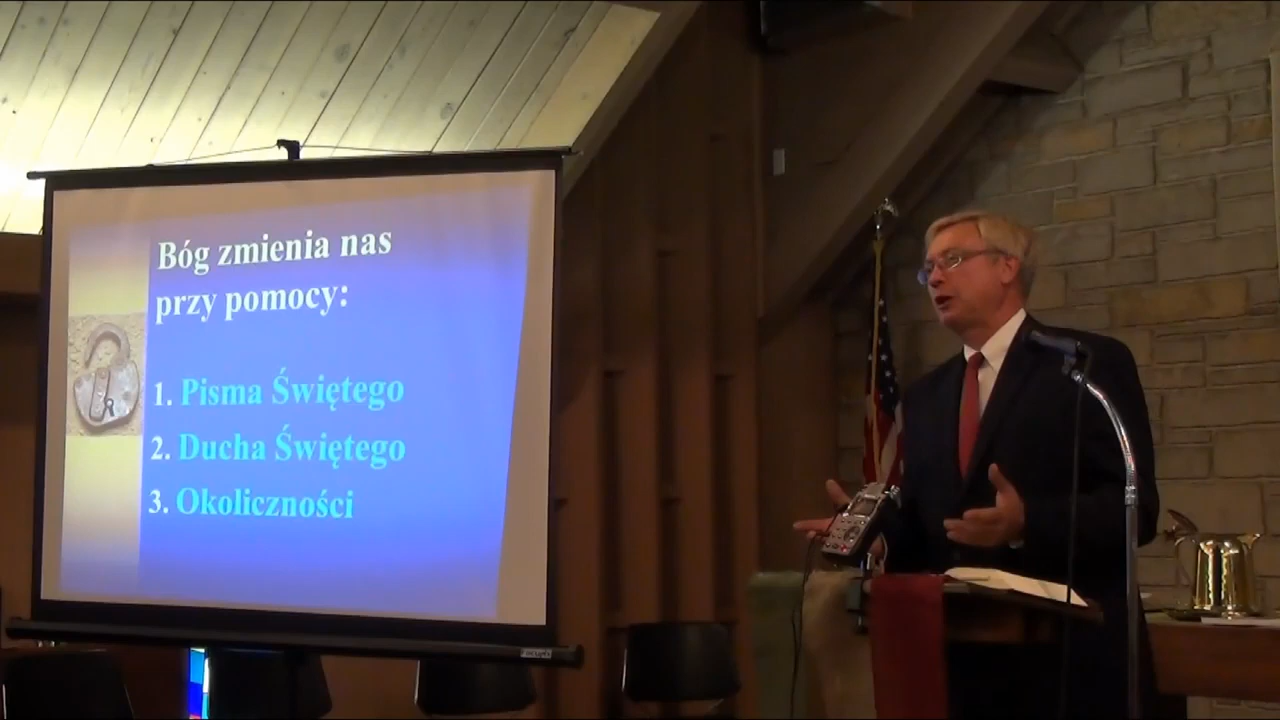 Bóg zmienia nas
przy pomocy:
1. Pisma Świętego
2. Ducha Świętego
3. Okoliczności